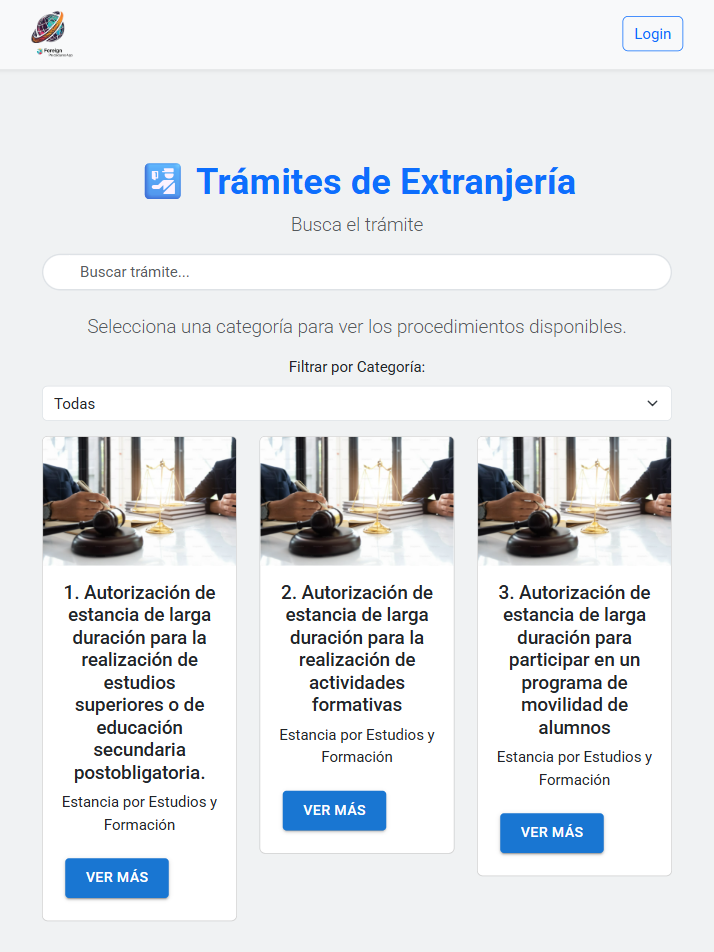 Foreign
Login
Trámites de Extranjería
Busca el trámite
Buscar trámite...
Selecciona una categoría para ver los procedimientos disponibles.
Filtrar por Categoría:
Todas
1. Autorización de
estancia de larga
duración para la
realización de
estudios
superiores o de
educación
secundaria
postobligatoria.
Estancia por Estudios y
Formación
VER MÁS
2. Autorización de
estancia de larga
duración para la
realización de
actividades
formativas
Estancia por Estudios y
Formación
VER MÁS
3. Autorización de
estancia de larga
duración para
participar en un
programa de
movilidad de
alumnos
Estancia por Estudios y
Formación
VER MÁS